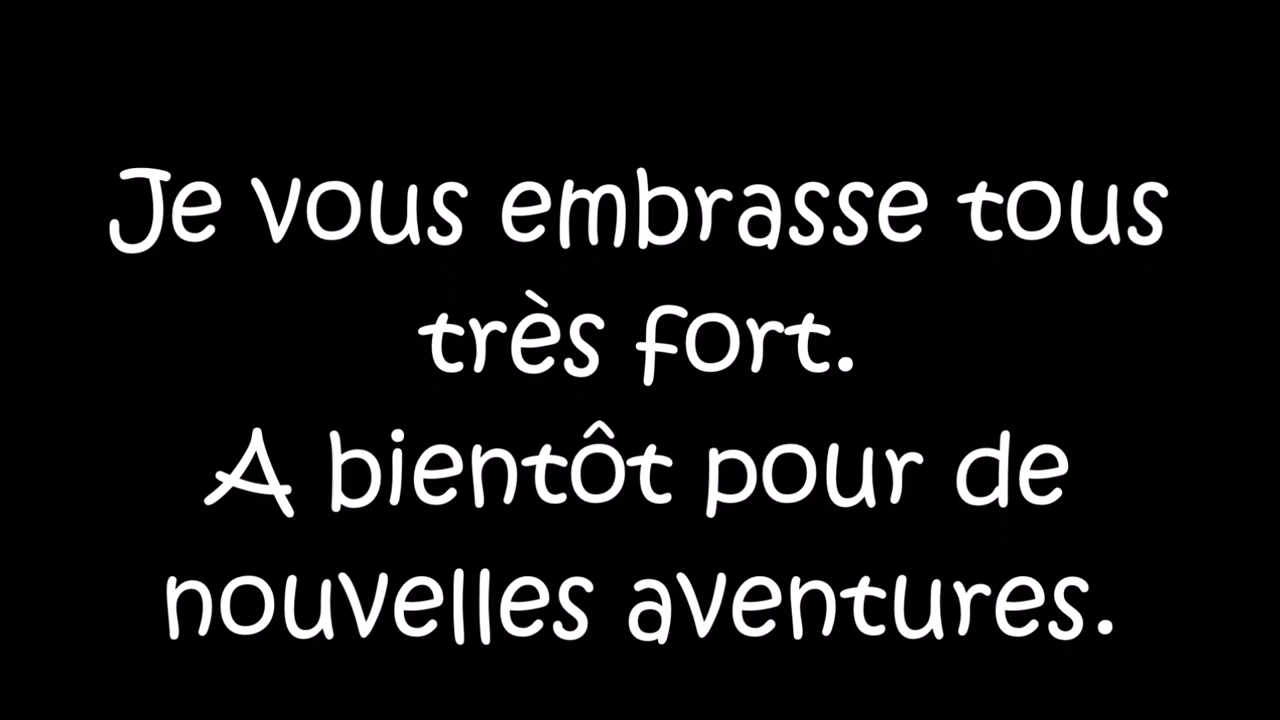 Je vous embrasse tous
très fort.
A bientôt pour de
nouvelles aventures.